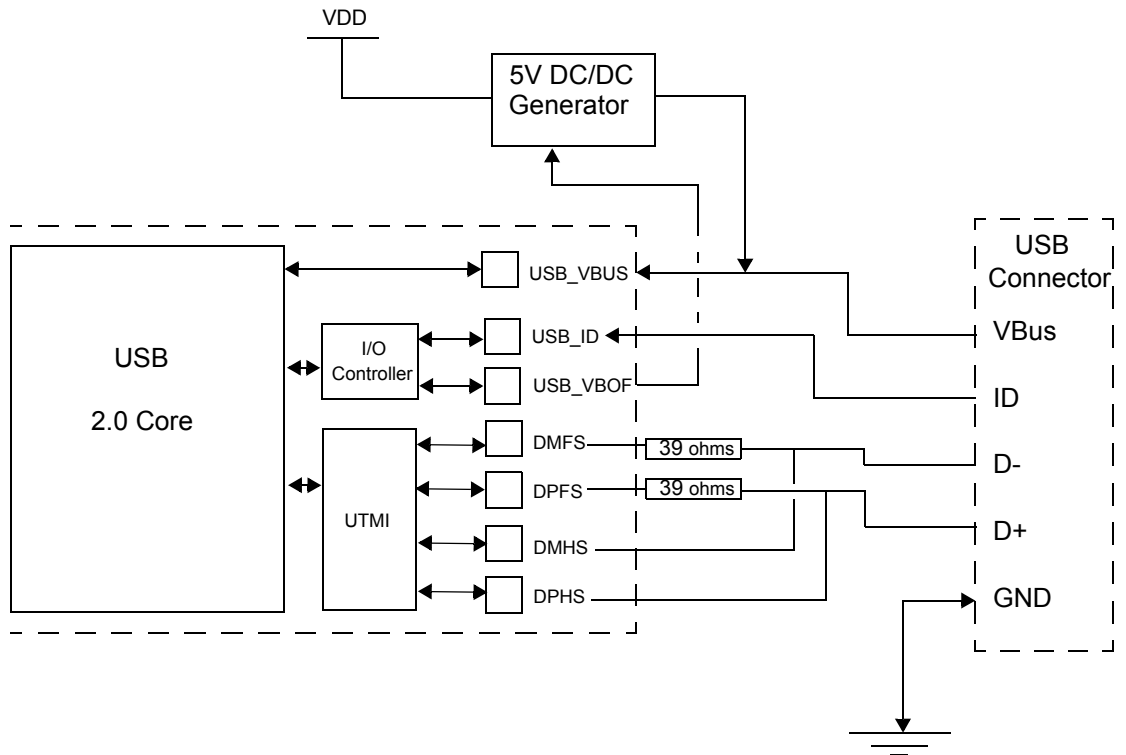 VDD
5V DC/DC
Generator
USB
Connector
USB_VBUS
VBus
USB
2.0 Core
I/O
Controller
USB_ID
USB_VBOF
ID
DMFS
39 ohms
D-
DPFS
39 ohms
UTMI
DMHS
D+
DPHS
GND